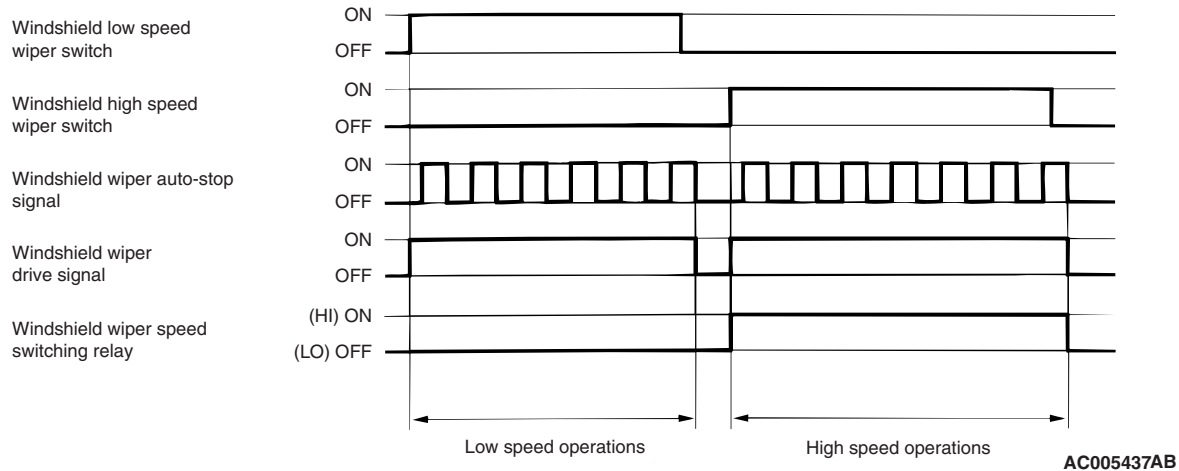 Windshield low speed
wiper switch
ON
OFF
Windshield high speed
wiper switch
ON
OFF
Windshield wiper auto-stop
signal
ON
OFF
Windshield wiper
drive signal
ON
OFF
Windshield wiper speed
switching relay
(HI) ON
(LO) OFF
Low speed operations
High speed operations
AC005437AB